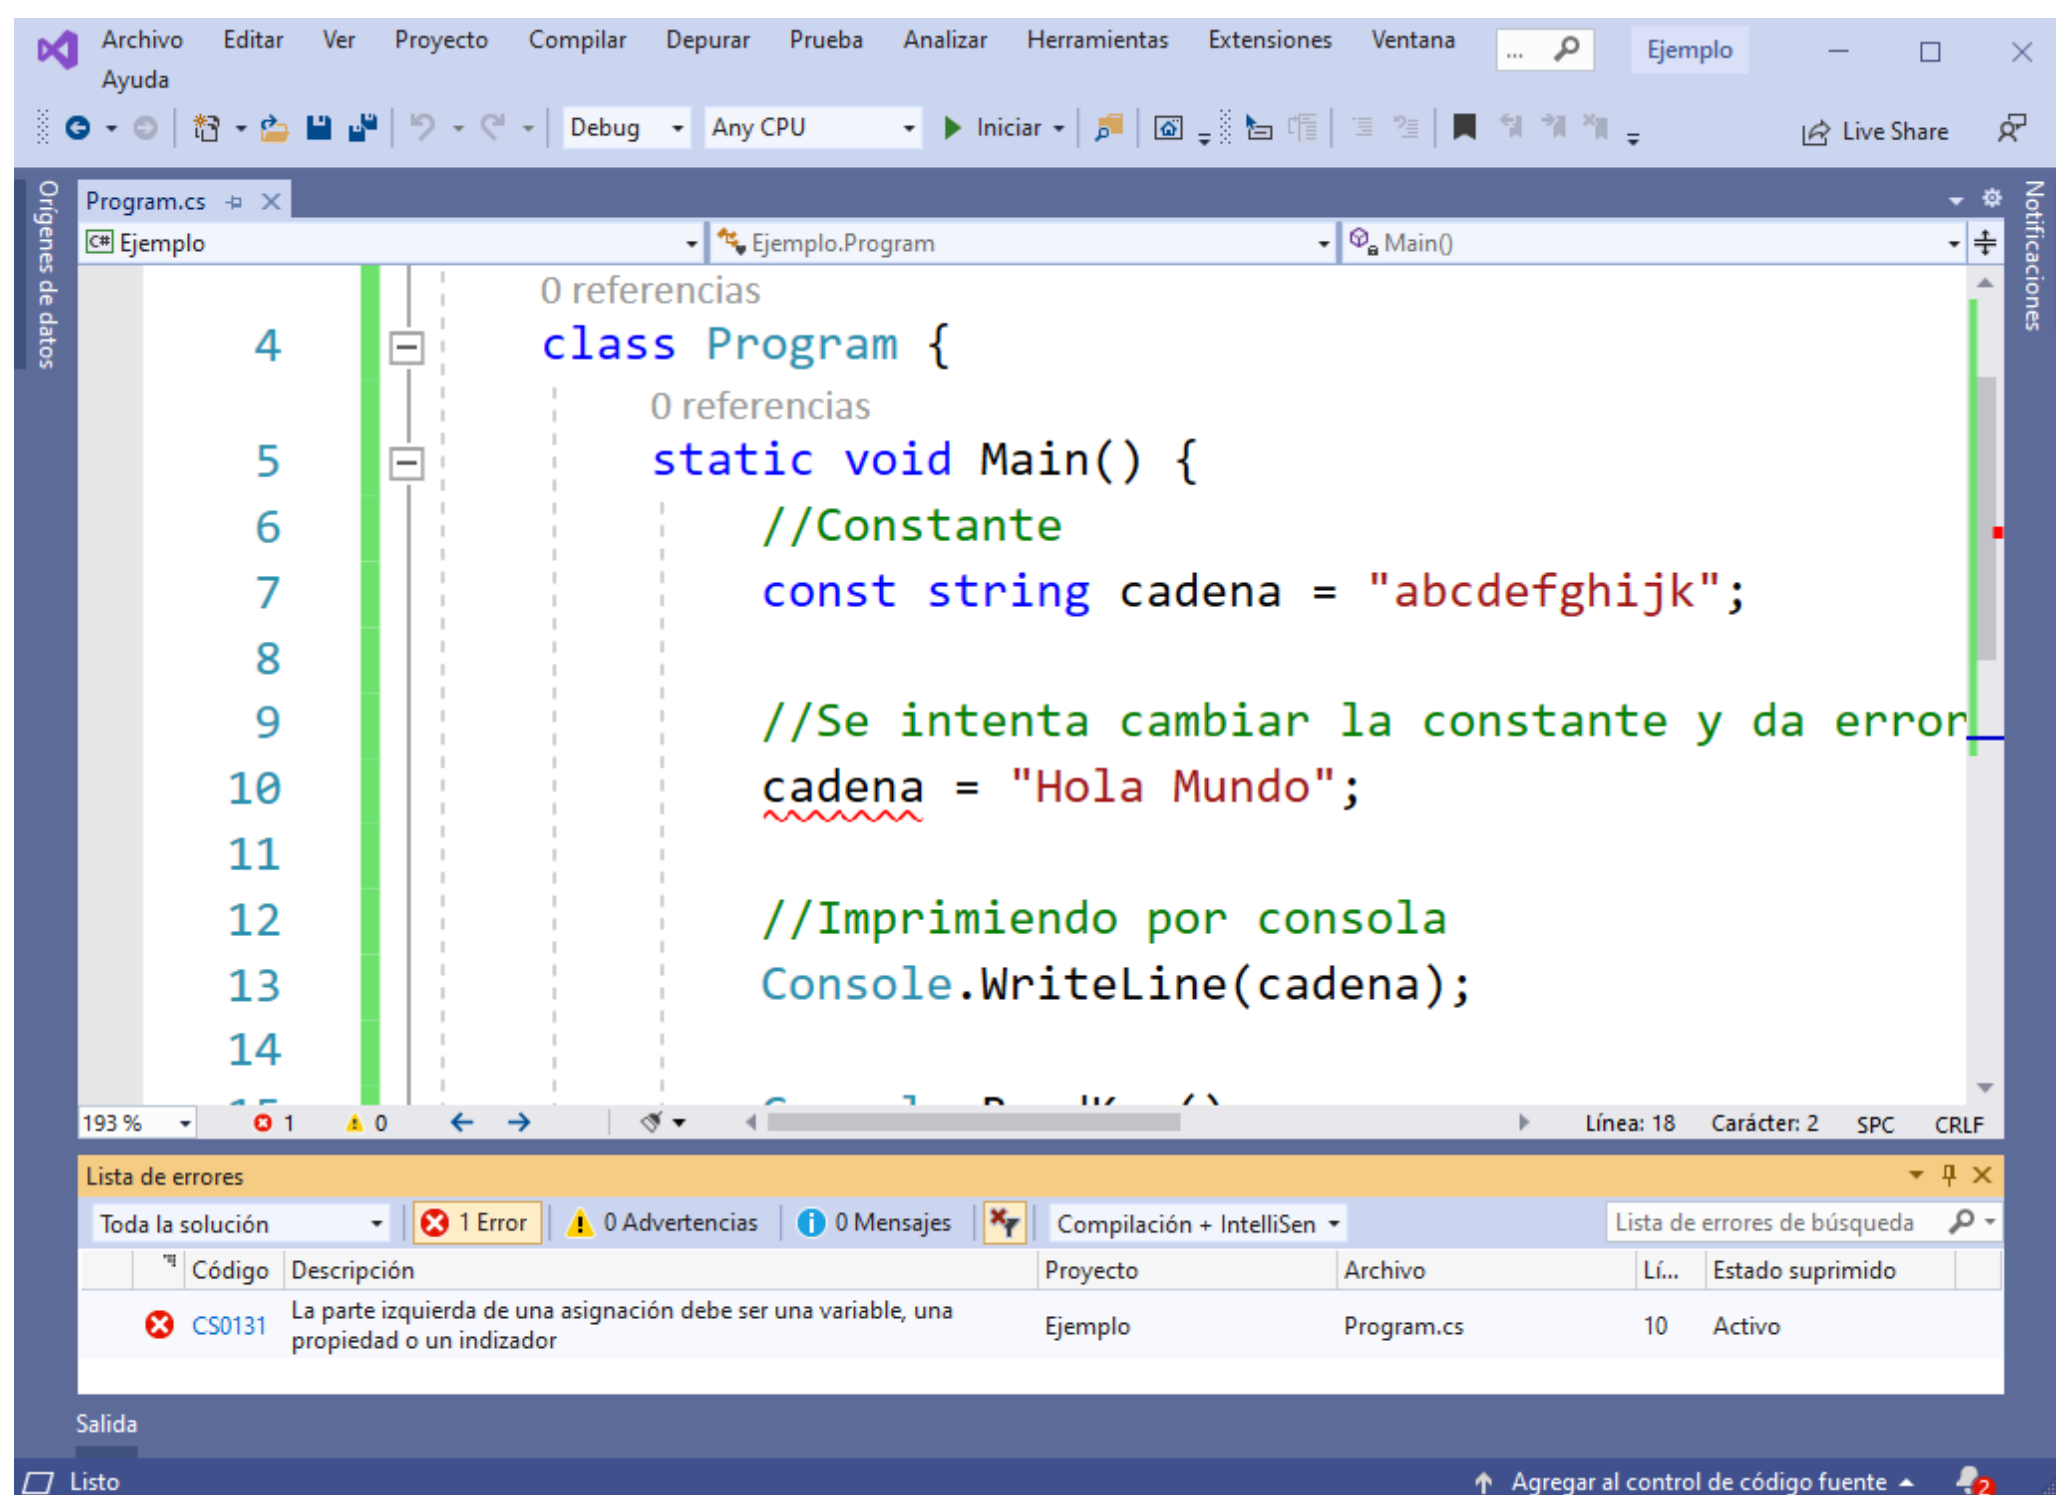 Archivo Editar Ver Proyecto Compilar Depurar Prueba Analizar Herramientas Extensiones Ventana ... Ejemplo
Ayuda
Debug Any CPU Iniciar Live Share
Orígenes de datos
Notificaciones
Program.cs
C# Ejemplo Ejemplo.Program Main()
0 referencias
4 class Program {
0 referencias
5 static void Main() {
6 //Constante
7 const string cadena = "abcdefghijk";
8
9 //Se intenta cambiar la constante y da error
10 cadena = "Hola Mundo";
11
12 //Imprimiendo por consola
13 Console.WriteLine(cadena);
14
193 % 1 0 Línea: 18 Carácter: 2 SPC CRLF
Lista de errores
Toda la solución 1 Error 0 Advertencias 0 Mensajes Compilación + IntelliSen Lista de errores de búsqueda
Código Descripción Proyecto Archivo Lí... Estado suprimido
CS0131 La parte izquierda de una asignación debe ser una variable, una Ejemplo Program.cs 10 Activo
propiedad o un indizador
Salida
Listo Agregar al control de código fuente 2